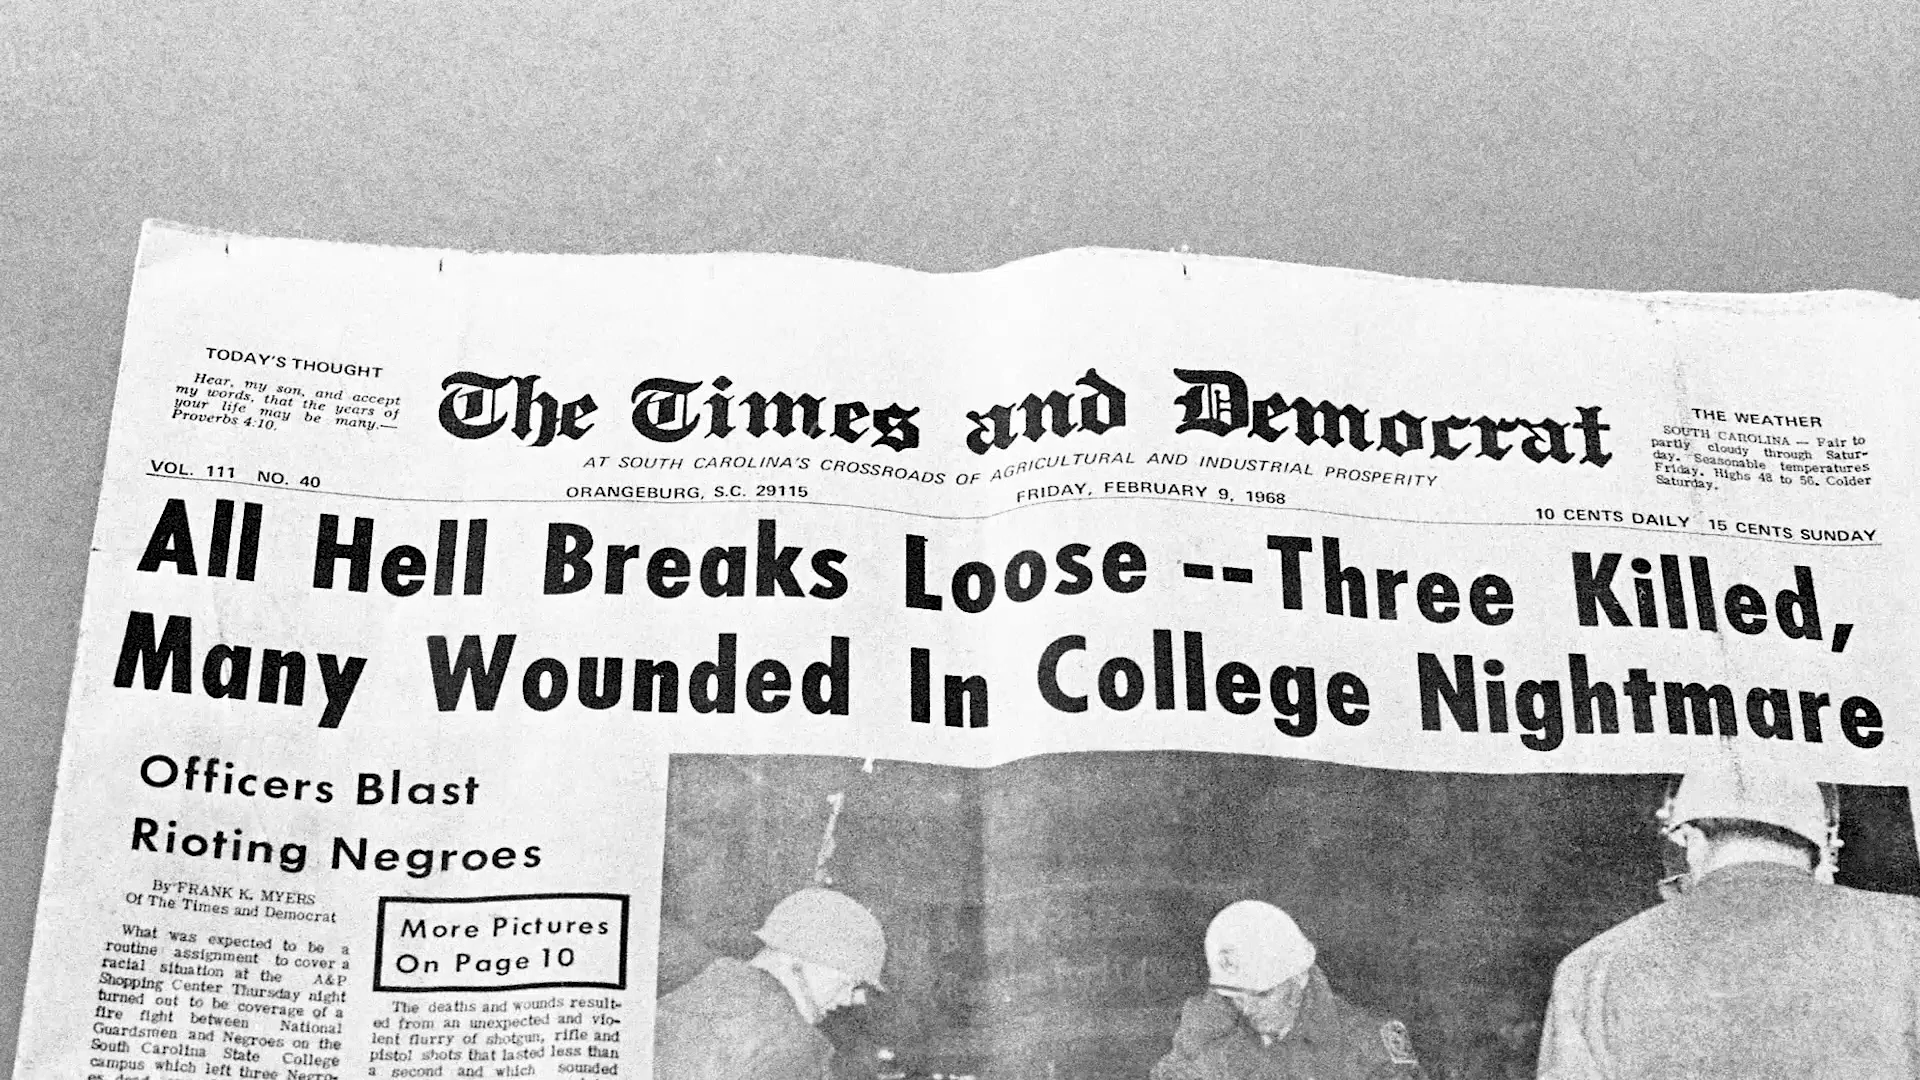 TODAY'S THOUGHT
Hear, my son, and accept
my words, that the years of
your life may be many.—
Proverbs 4:10.
The Times and Democrat
AT SOUTH CAROLINA'S CROSSROADS OF AGRICULTURAL AND INDUSTRIAL PROSPERITY
THE WEATHER
SOUTH CAROLINA — Fair to
partly cloudy through Satur-
day. Seasonable temperatures
Friday. Highs 48 to 56. Colder
Saturday.
VOL. 111 NO. 40
ORANGEBURG, S.C. 29115
FRIDAY, FEBRUARY 9, 1968
10 CENTS DAILY 15 CENTS SUNDAY
All Hell Breaks Loose --Three Killed,
Many Wounded In College Nightmare
Officers Blast
Rioting Negroes
By FRANK K. MYERS
Of The Times and Democrat
What was expected to be a
routine assignment to cover a
racial situation at the A&P
Shopping Center Thursday night
turned out to be coverage of a
fire fight between National
Guardsmen and Negroes on the
South Carolina State College
campus which left three Negro-
es dead
More Pictures
On Page 10
The deaths and wounds result-
ed from an unexpected and vio-
lent flurry of shotgun, rifle and
pistol shots that lasted less than
a second and which sounded